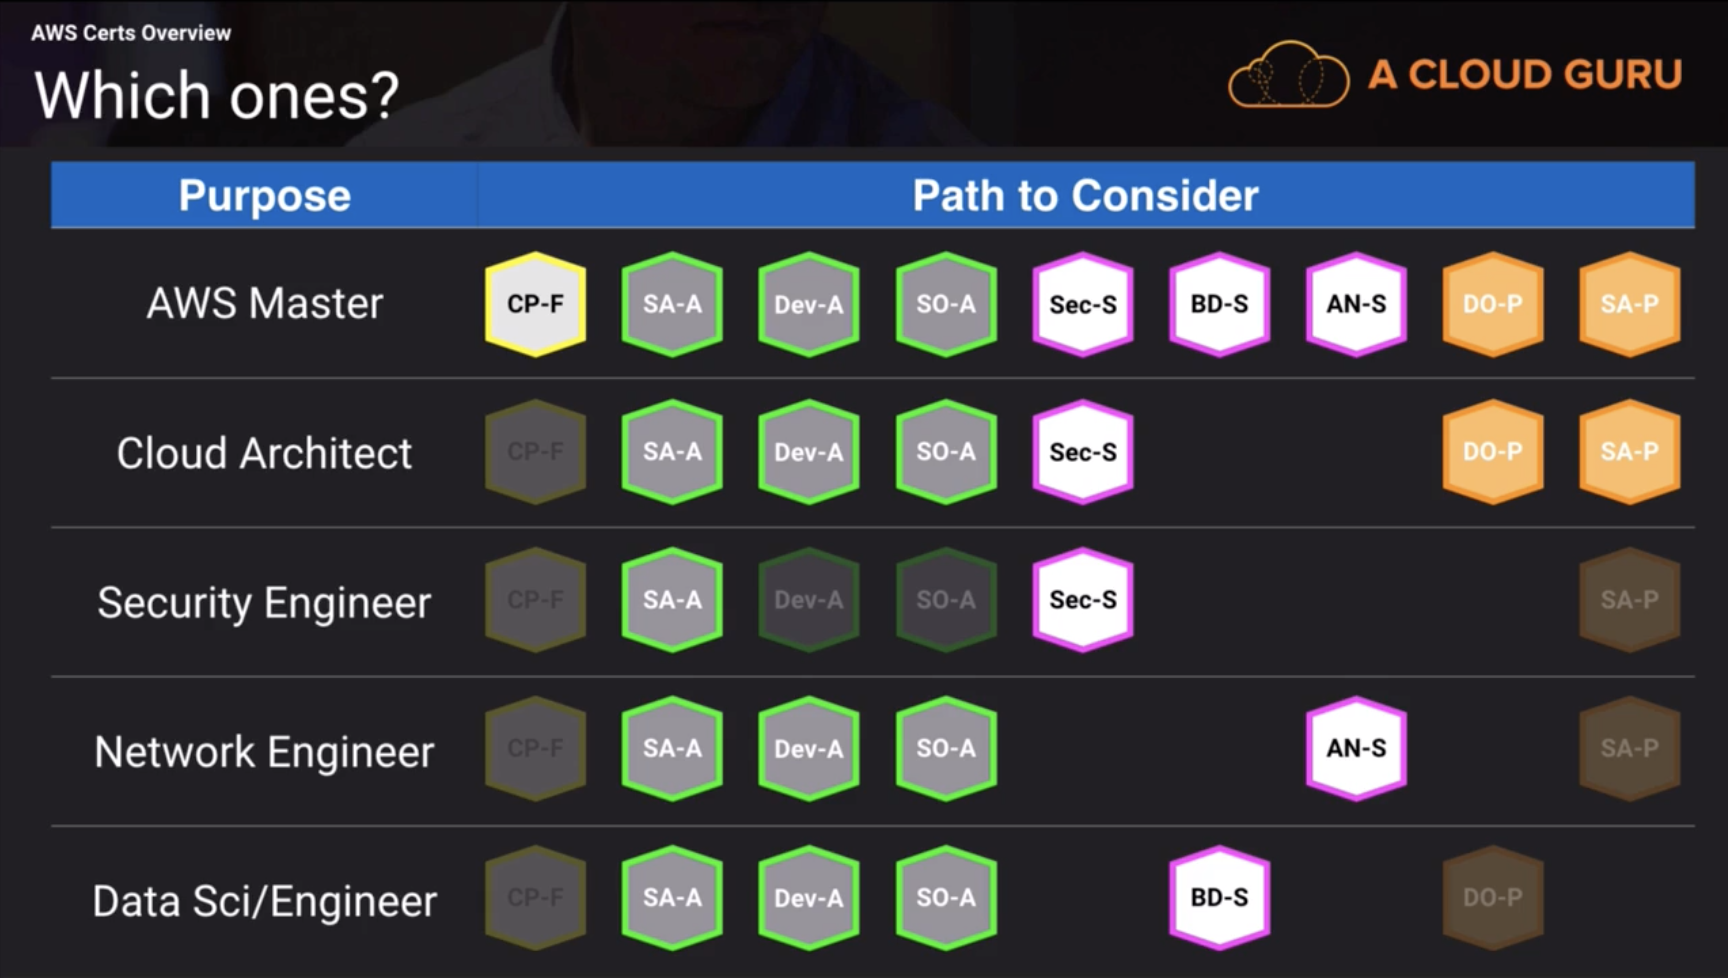 AWS Certs Overview
Which ones?
A CLOUD GURU
Purpose Path to Consider
AWS Master CP-F SA-A Dev-A SO-A Sec-S BD-S AN-S DO-P SA-P
Cloud Architect CP-F SA-A Dev-A SO-A Sec-S DO-P SA-P
Security Engineer CP-F SA-A Dev-A SO-A Sec-S SA-P
Network Engineer CP-F SA-A Dev-A SO-A AN-S SA-P
Data Sci/Engineer CP-F SA-A Dev-A SO-A BD-S DO-P